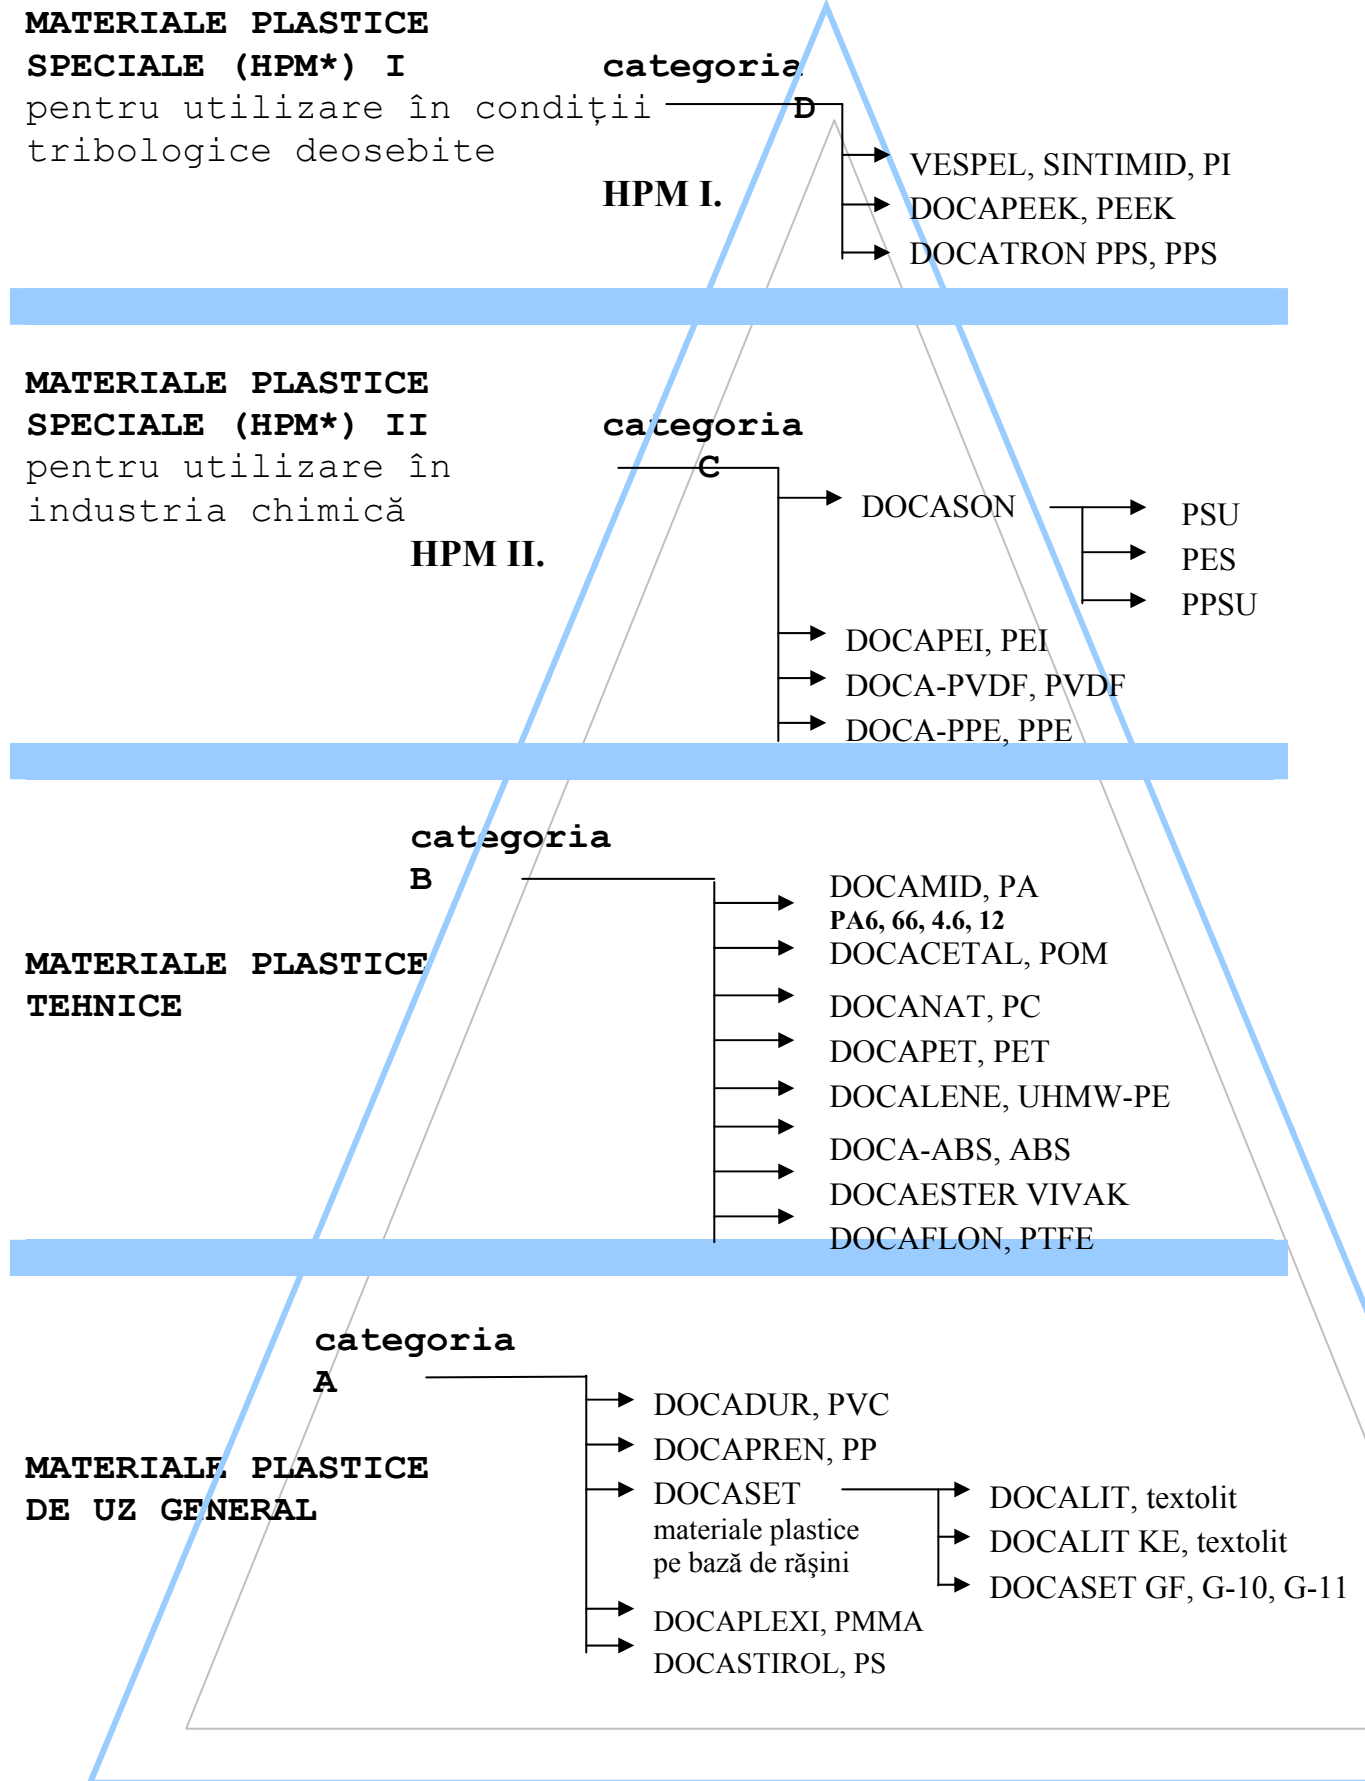 MATERIALE PLASTICE
SPECIALE (HPM*) I
pentru utilizare în condiții
tribologice deosebite
categoria
D
HPM I.
VESPEL, SINTIMID, PI
DOCAPEEK, PEEK
DOCATRON PPS, PPS
MATERIALE PLASTICE
SPECIALE (HPM*) II
pentru utilizare în
industria chimică
categoria
C
HPM II.
DOCASON
PSU
PES
PPSU
DOCAPEI, PEI
DOCA-PVDF, PVDF
DOCA-PPE, PPE
categoria
B
MATERIALE PLASTICE
TEHNICE
DOCAMID, PA
PA6, 66, 4.6, 12
DOCACETAL, POM
DOCANAT, PC
DOCAPET, PET
DOCALENE, UHMW-PE
DOCA-ABS, ABS
DOCAESTER VIVAK
DOCAFLON, PTFE
categoria
A
MATERIALE PLASTICE
DE UZ GENERAL
DOCADUR, PVC
DOCAPREN, PP
DOCASET
materiale plastice
pe bază de răşini
DOCALIT, textolit
DOCALIT KE, textolit
DOCASET GF, G-10, G-11
DOCAPLEXI, PMMA
DOCASTIROL, PS